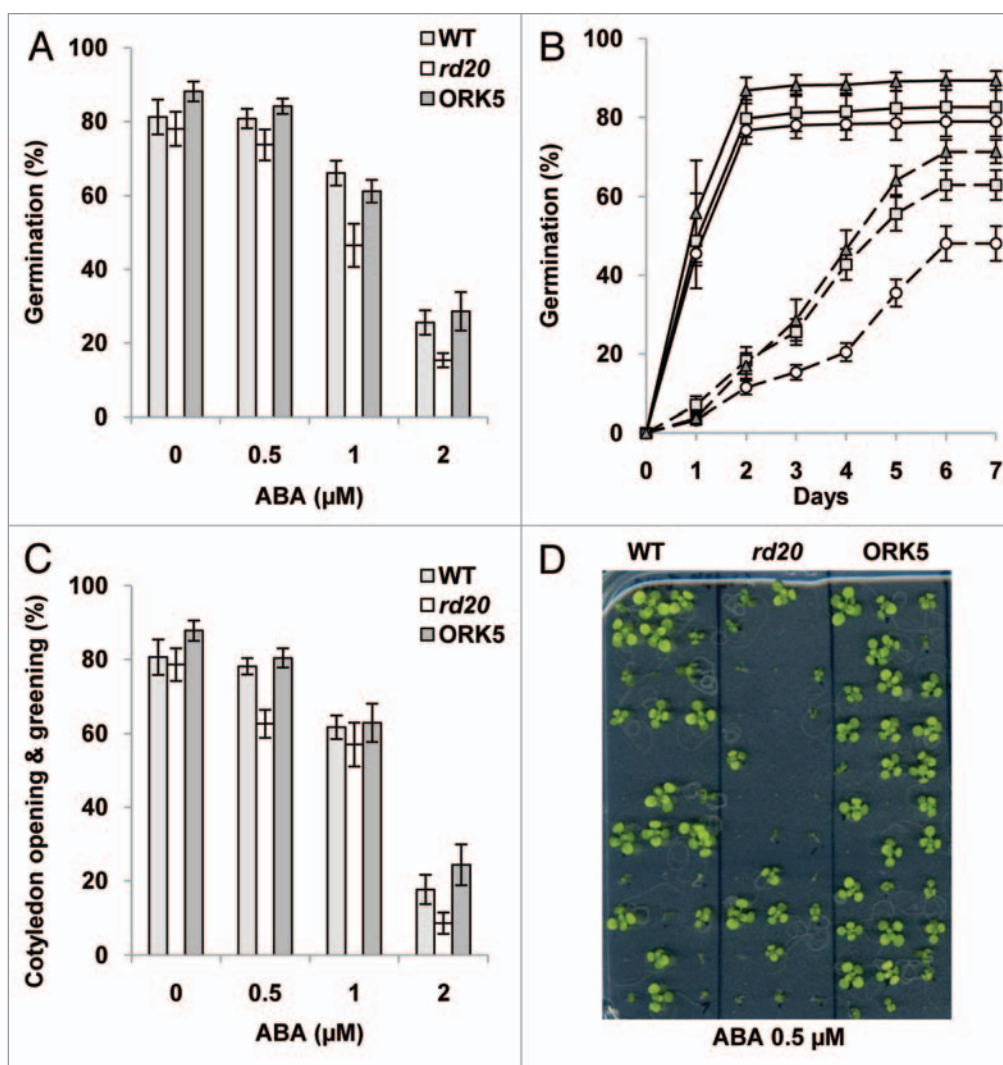 A
WT
rd20
ORK5
100
80
60
40
20
0
Germination (%)
0 0.5 1 2
ABA (µM)
B
100
80
60
40
20
0
Germination (%)
0 1 2 3 4 5 6 7
Days
C
WT
rd20
ORK5
100
80
60
40
20
0
Cotyledon opening & greening (%)
0 0.5 1 2
ABA (µM)
D
WT rd20 ORK5
ABA 0.5 µM